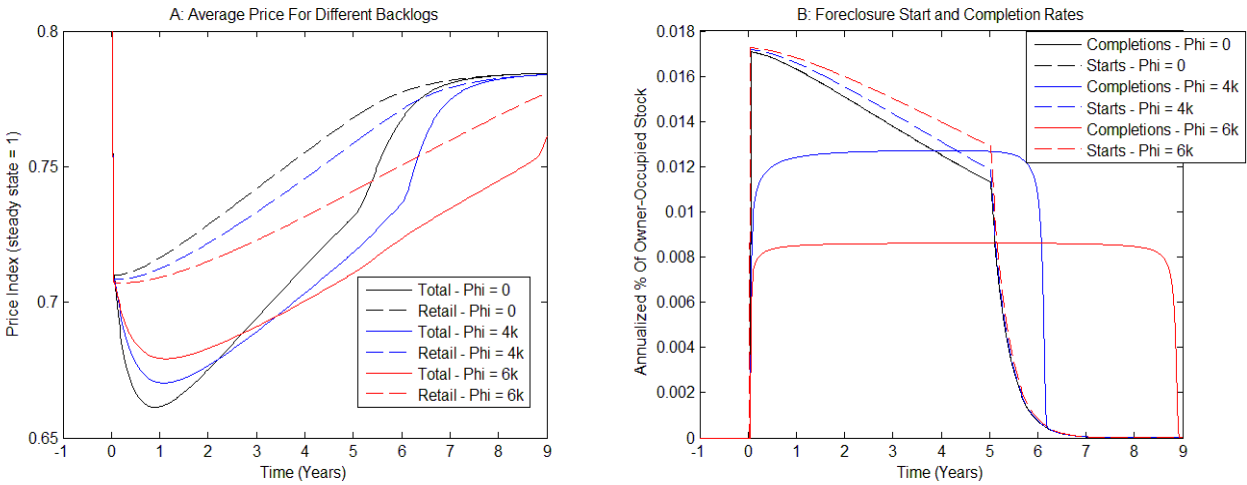 A: Average Price For Different Backlogs
0.8
0.75
0.7
0.65
Price Index (steady state = 1)
-1 0 1 2 3 4 5 6 7 8 9
Time (Years)
Total - Phi = 0
Retail - Phi = 0
Total - Phi = 4k
Retail - Phi = 4k
Total - Phi = 6k
Retail - Phi = 6k
B: Foreclosure Start and Completion Rates
0.018
0.016
0.014
0.012
0.01
0.008
0.006
0.004
0.002
0
Annualized % Of Owner-Occupied Stock
-1 0 1 2 3 4 5 6 7 8 9
Time (Years)
Completions - Phi = 0
Starts - Phi = 0
Completions - Phi = 4k
Starts - Phi = 4k
Completions - Phi = 6k
Starts - Phi = 6k